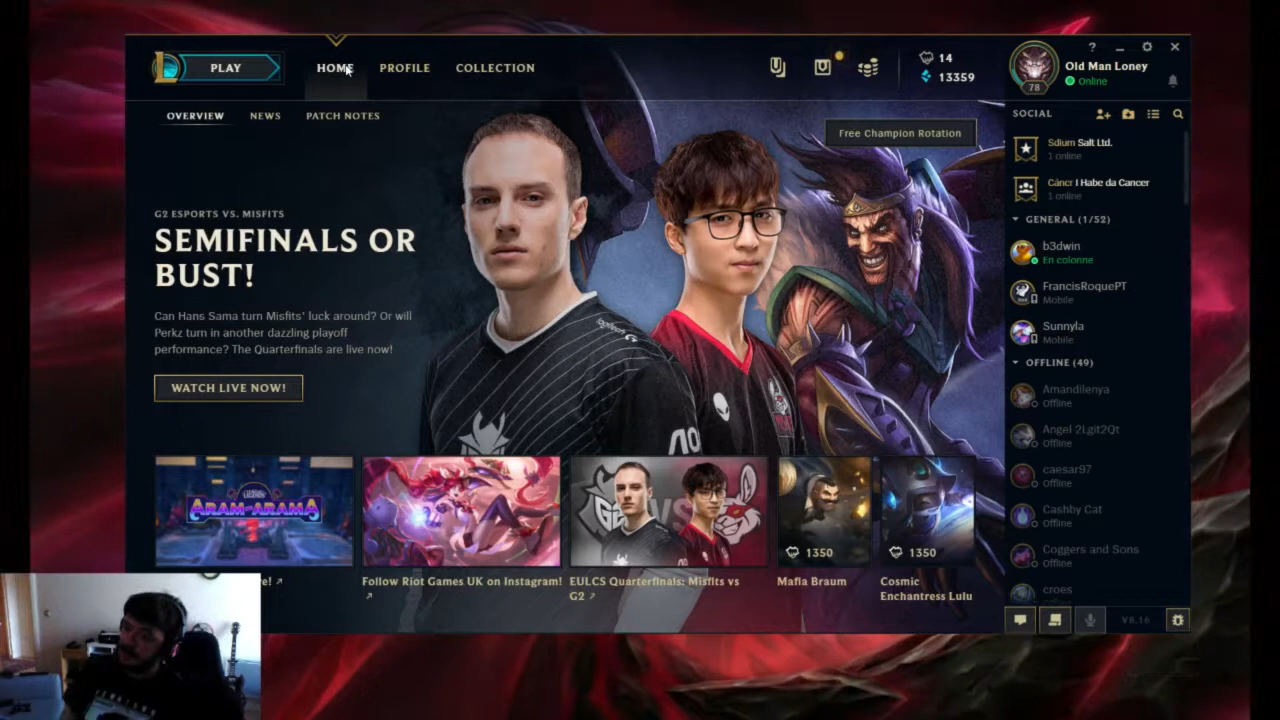 PLAY
HOME
PROFILE
COLLECTION
14
13359
?
78
Old Man Loney
Online
OVERVIEW
NEWS
PATCH NOTES
Free Champion Rotation
SOCIAL
Sdium Salt Ltd.
1 online
Cáncr I Habe da Cancer
1 online
GENERAL (1/52)
b3dwin
En colonne
FrancisRoquePT
Mobile
Sunnyla
Mobile
OFFLINE (49)
Amandilenya
Offline
Angel 2Lgit2Qt
Offline
caesar97
Offline
Cashby Cat
Offline
Coggers and Sons
Offline
croes
V8.16
G2 ESPORTS VS. MISFITS
SEMIFINALS OR
BUST!
Can Hans Sama turn Misfits' luck around? Or will
Perkz turn in another dazzling playoff
performance? The Quarterfinals are live now!
WATCH LIVE NOW!
logitech G
ARAM-ARAMA
VS
1350
1350
re!
Follow Riot Games UK on Instagram!
EULCS Quarterfinals: Misfits vs
G2
Mafia Braum
Cosmic
Enchantress Lulu